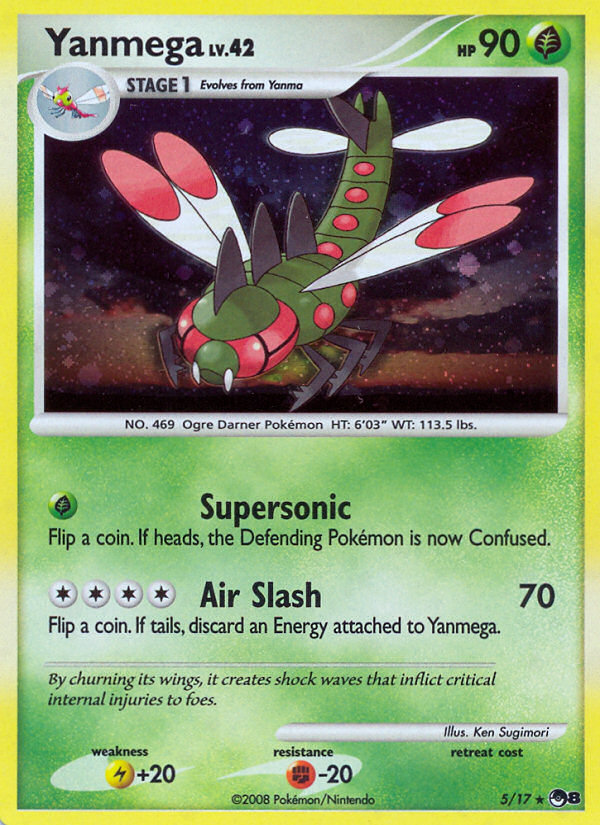 Yanmega LV.42 HP 90
STAGE 1 Evolves from Yanma
NO. 469 Ogre Darner Pokémon HT: 6'03" WT: 113.5 lbs.
Supersonic
Flip a coin. If heads, the Defending Pokémon is now Confused.
Air Slash 70
Flip a coin. If tails, discard an Energy attached to Yanmega.
By churning its wings, it creates shock waves that inflict critical
internal injuries to foes.
Illus. Ken Sugimori
weakness resistance retreat cost
+20 -20
©2008 Pokémon/Nintendo 5/17 ★ 8